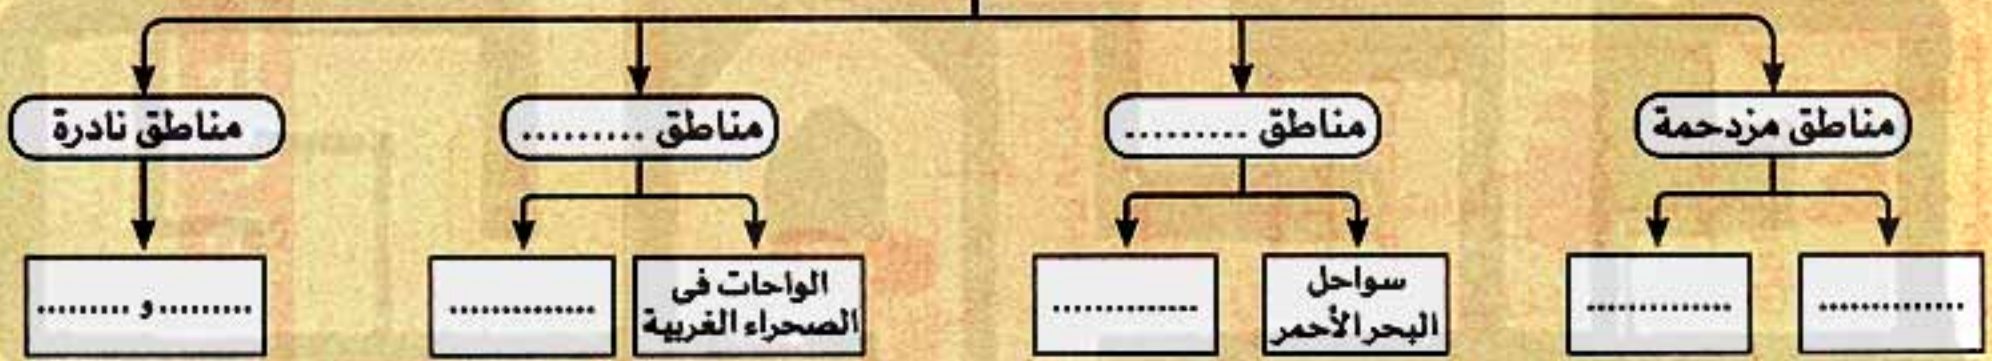 مناطق مزدحمة
مناطق .........
مناطق .........
مناطق نادرة
..............
..............
سواحل
البحر الأحمر
..............
الواحات فى
الصحراء الغربية
..............
......... و .........